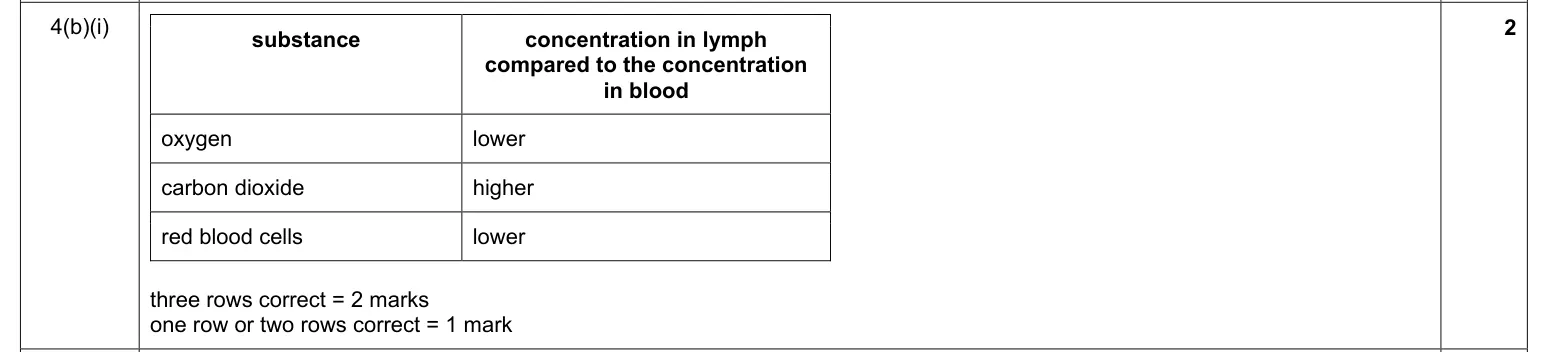 4(b)(i)
substance
concentration in lymph
compared to the concentration
in blood
2
oxygen
lower
carbon dioxide
higher
red blood cells
lower
three rows correct = 2 marks
one row or two rows correct = 1 mark